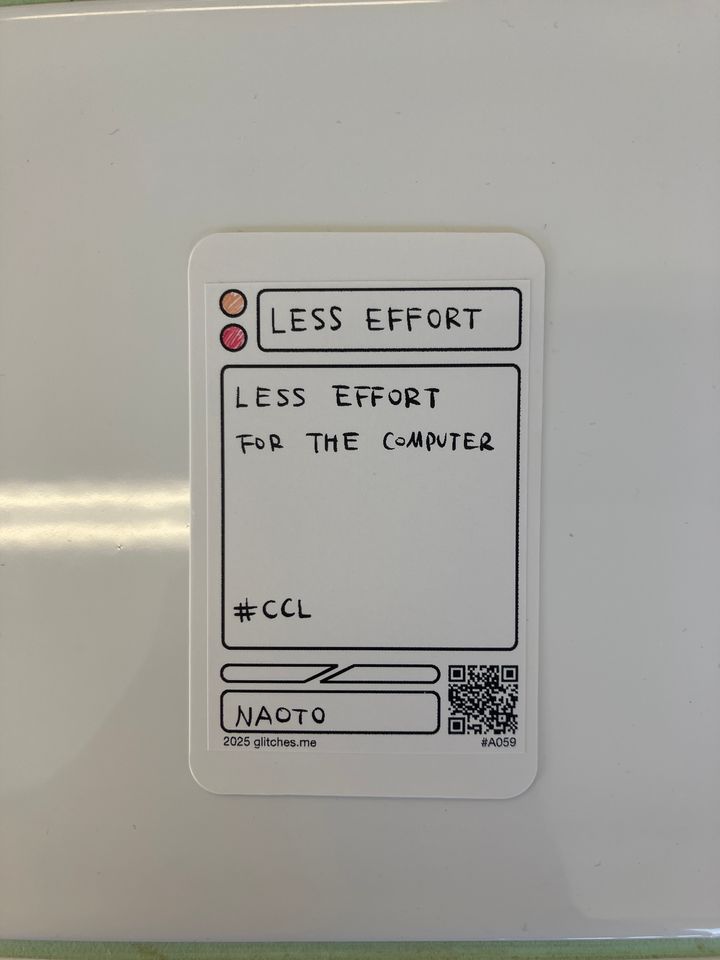 LESS EFFORT
LESS EFFORT
FOR THE COMPUTER
#CCL
NAOTO
2025 glitches.me
#A059